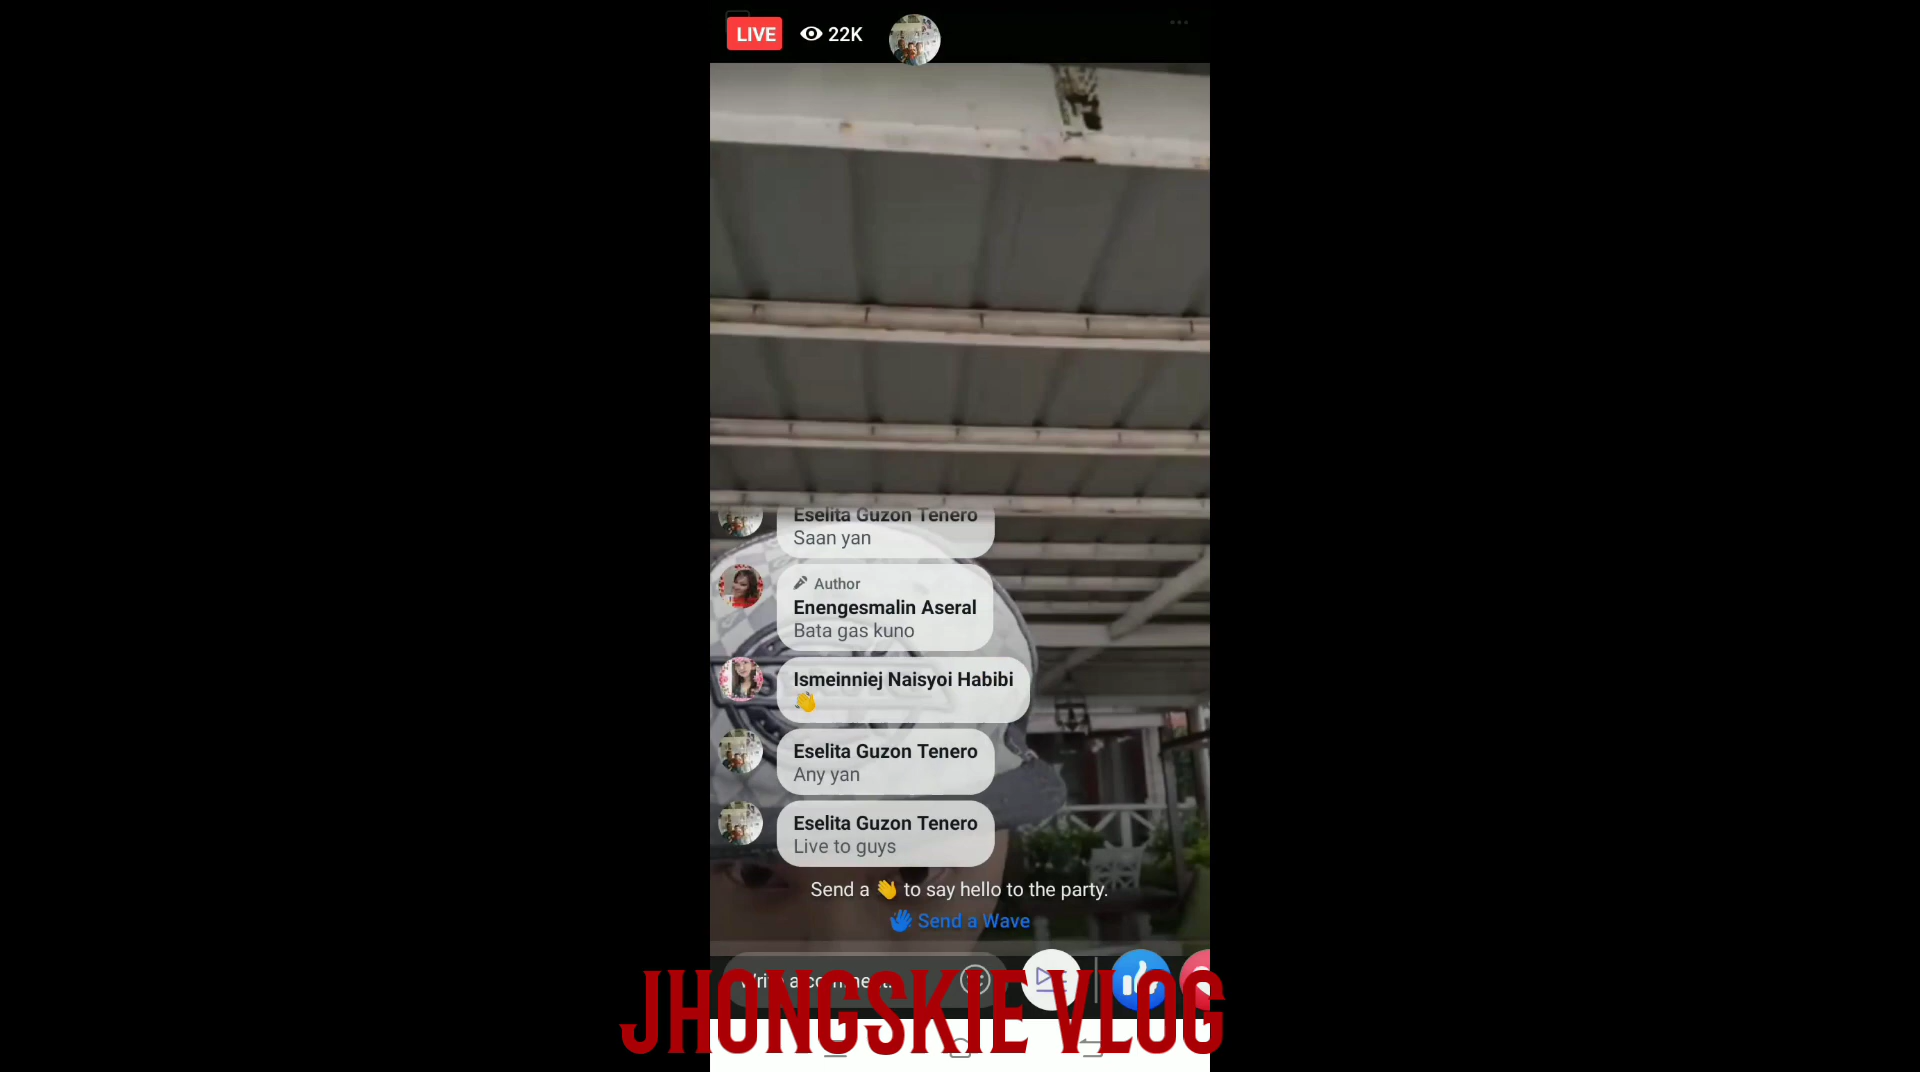 LIVE 22K
Eselita Guzon Tenero
Saan yan
Author
Enengesmalin Aseral
Bata gas kuno
Ismeinniej Naisyoi Habibi
👋
Eselita Guzon Tenero
Any yan
Eselita Guzon Tenero
Live to guys
Send a 👋 to say hello to the party.
Send a Wave
Write a comment...
JHONGSKIE VLOG